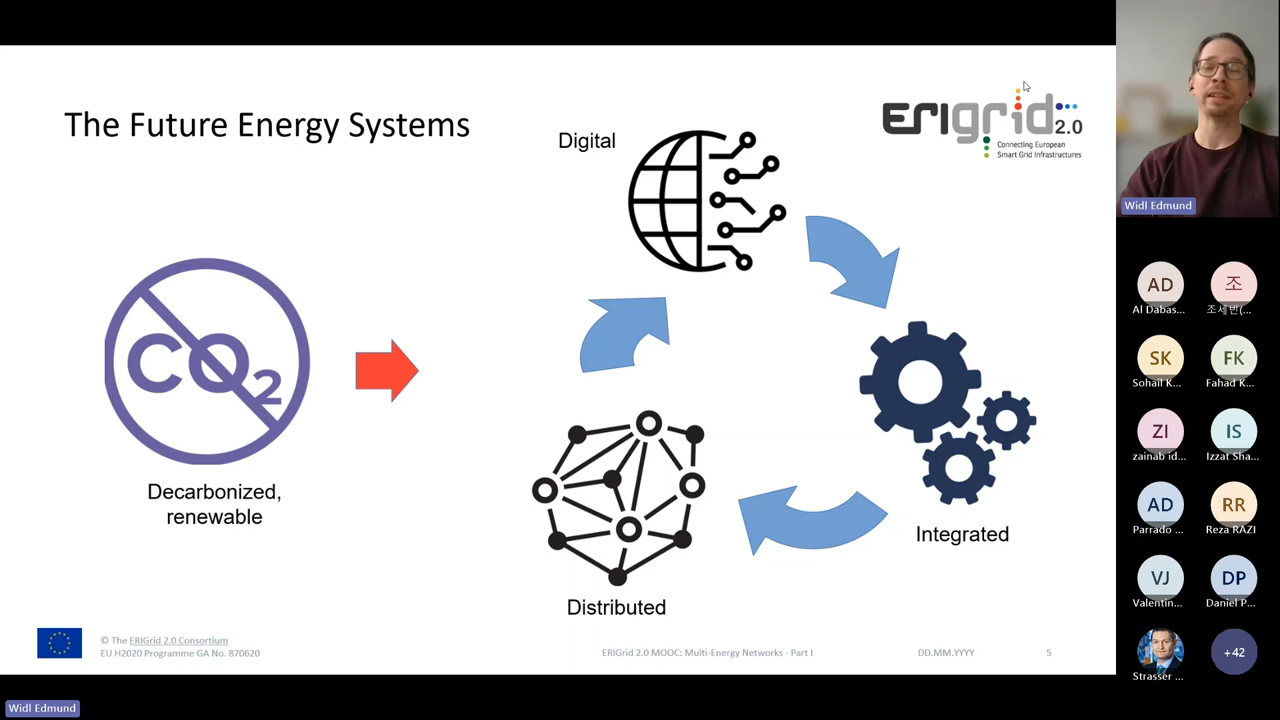 The Future Energy Systems
ERIGrid 2.0
Connecting European
Smart Grid Infrastructures
Digital
CO2
Decarbonized,
renewable
Integrated
Distributed
© The ERIGrid 2.0 Consortium
EU H2020 Programme GA No. 870620
ERIGrid 2.0 MOOC: Multi-Energy Networks - Part I
DD.MM.YYYY
5
Widl Edmund
AD
조
Al Dabas...
조세빈(...
SK
FK
Sohail K...
Fahad K...
ZI
IS
zainab id...
Izzat Sha...
AD
RR
Parrado ...
Reza RAZI
VJ
DP
Valentin...
Daniel P...
+42
Strasser ...
Widl Edmund